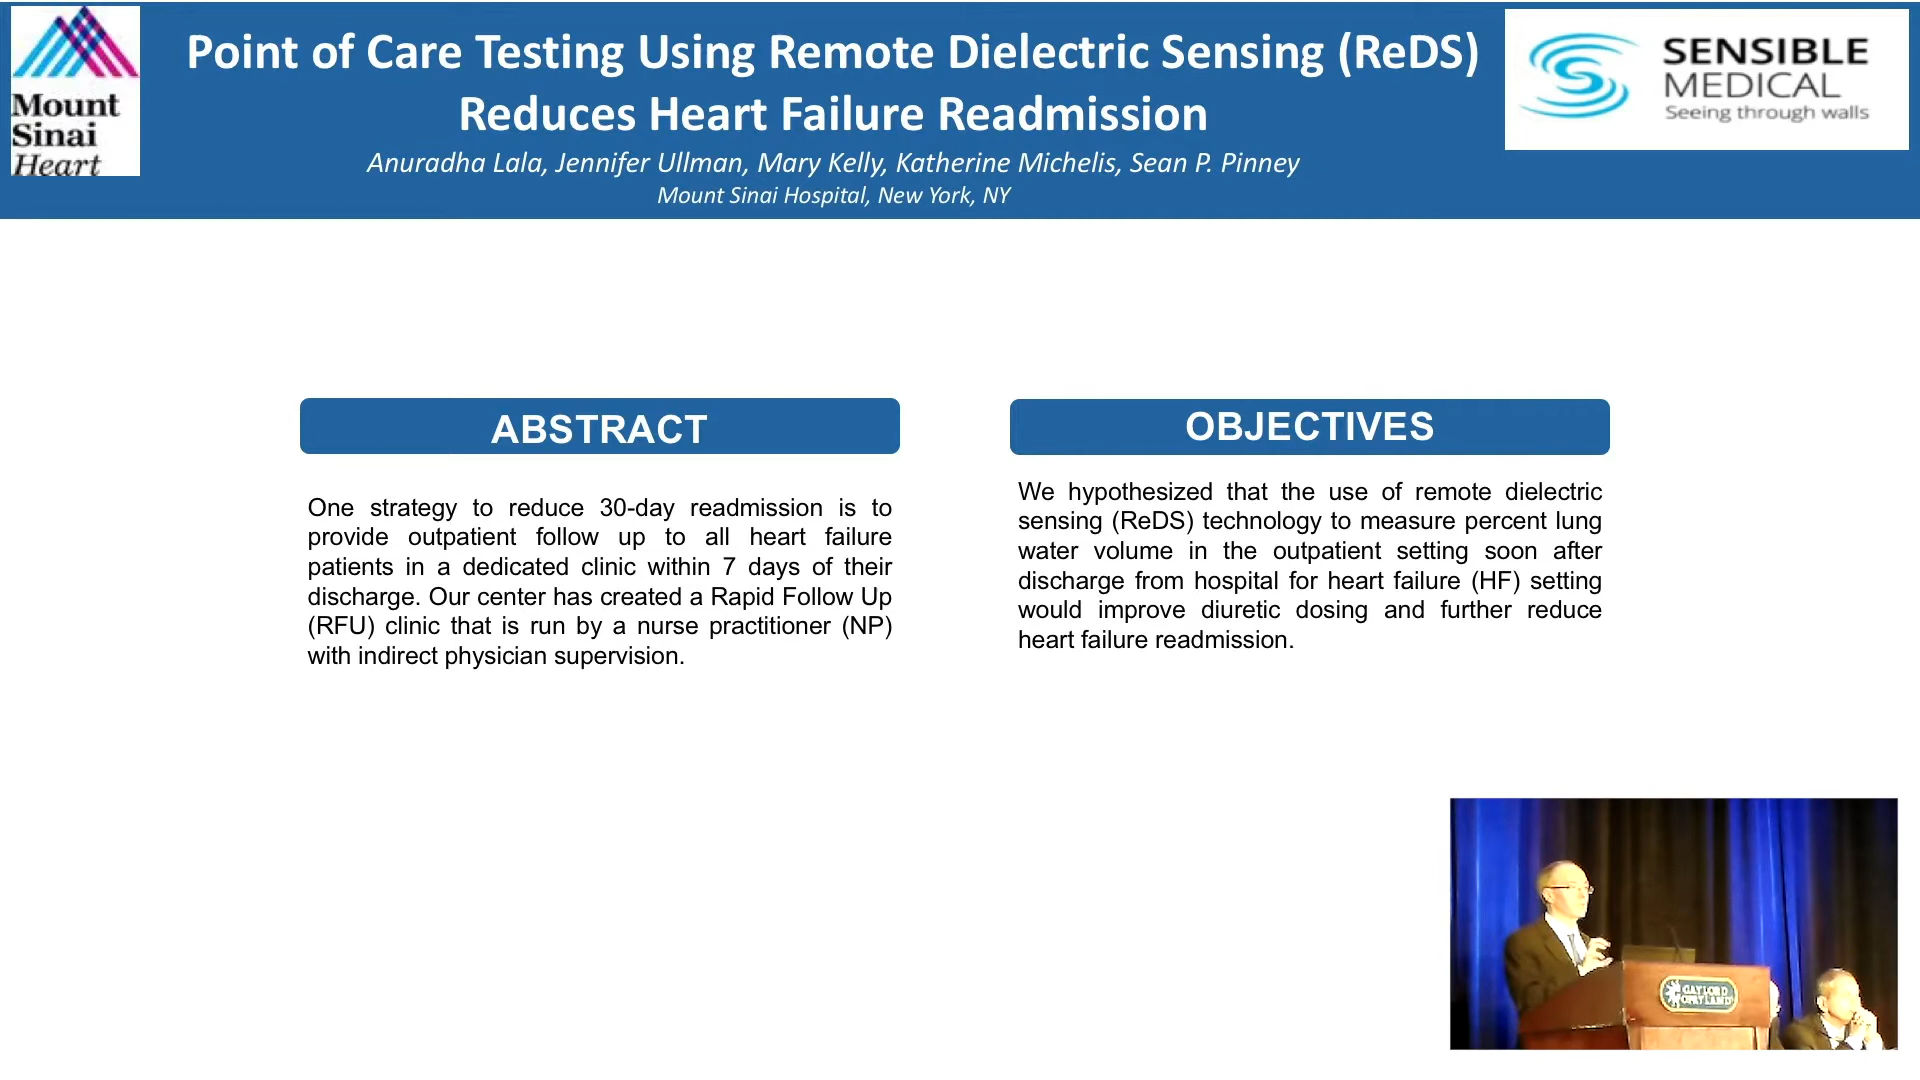 Mount
Sinai
Heart
Point of Care Testing Using Remote Dielectric Sensing (ReDS)
Reduces Heart Failure Readmission
Anuradha Lala, Jennifer Ullman, Mary Kelly, Katherine Michelis, Sean P. Pinney
Mount Sinai Hospital, New York, NY
SENSIBLE
MEDICAL
Seeing through walls
ABSTRACT
One strategy to reduce 30-day readmission is to
provide outpatient follow up to all heart failure
patients in a dedicated clinic within 7 days of their
discharge. Our center has created a Rapid Follow Up
(RFU) clinic that is run by a nurse practitioner (NP)
with indirect physician supervision.
OBJECTIVES
We hypothesized that the use of remote dielectric
sensing (ReDS) technology to measure percent lung
water volume in the outpatient setting soon after
discharge from hospital for heart failure (HF) setting
would improve diuretic dosing and further reduce
heart failure readmission.
GAYLORD
OPRYLAND